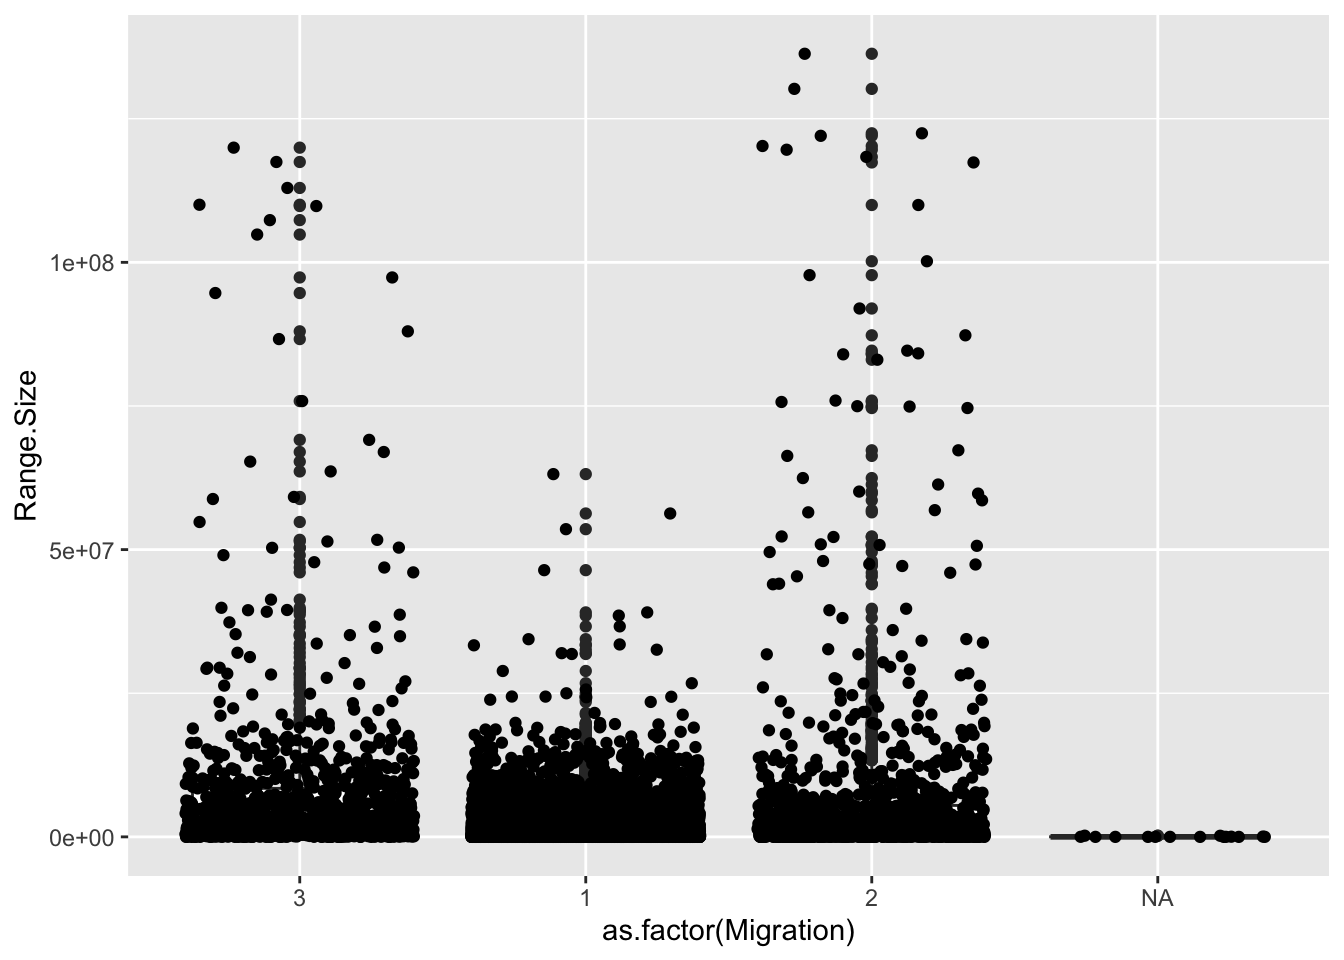 1e+08
5e+07
0e+00
Range.Size
3 1 2 NA
as.factor(Migration)